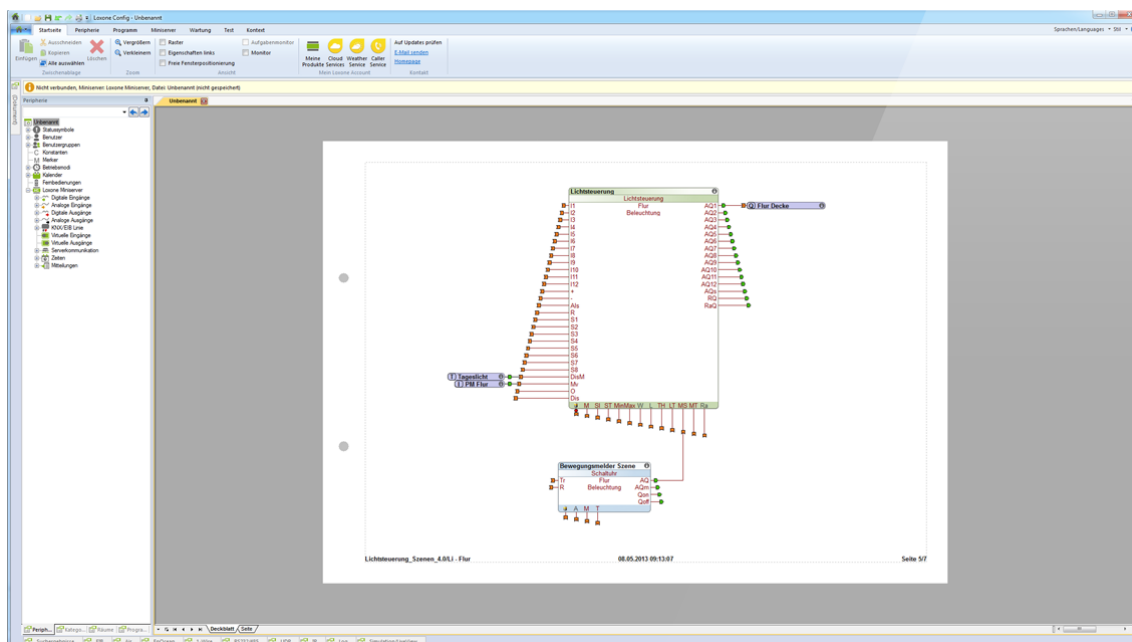 Loxone Config - Unbenannt
Startseite Peripherie Programm Miniserver Wartung Test Kontext
Sprachen/Languages Stil
Einfügen
Ausschneiden
Kopieren
Alle auswählen
Löschen
Zwischenablage
Vergrößern
Verkleinern
Zoom
Raster
Eigenschaften links
Freie Fensterpositionierung
Aufgabenmonitor
Monitor
Ansicht
Meine Produkte
Cloud Services
Weather Service
Caller Service
Mein Loxone Account
Auf Updates prüfen
E-Mail senden
Homepage
Kontakt
Nicht verbunden, Miniserver: Loxone Miniserver, Datei: Unbenannt (nicht gespeichert)
Peripherie
Unbenannt
Unbenannt
Statussymbole
Benutzer
Benutzergruppen
Konstanten
Merker
Betriebsmodi
Kalender
Fernbedienungen
Loxone Miniserver
Digitale Eingänge
Analoge Eingänge
Digitale Ausgänge
Analoge Ausgänge
KNX/EIB Linie
Virtuelle Eingänge
Virtuelle Ausgänge
Serverkommunikation
Zeiten
Mitteilungen
Lichtsteuerung
Lichtsteuerung
I1 Flur AQ1
I2 Beleuchtung AQ2
I3 AQ3
I4 AQ4
I5 AQ5
I6 AQ6
I7 AQ7
I8 AQ8
I9 AQ9
I10 AQ10
I11 AQ11
I12 AQ12
+ AQs
- RQ
AIs RaQ
R
S1
S2
S3
S4
S5
S6
S7
S8
DisM
Mv
O
Dis
M SI ST MinMax W L TH LT MS MT Ra
Q Flur Decke
T Tageslicht
I PM Flur
Bewegungsmelder Szene
Schaltuhr
Tr Flur AQ
R Beleuchtung AQm
Qon
Qoff
A M T
Lichtsteuerung_Szenen_4.0/Li - Flur 08.05.2013 09:13:07 Seite 5/7
Periph... Katego... Räume Progra...
Deckblatt Seite